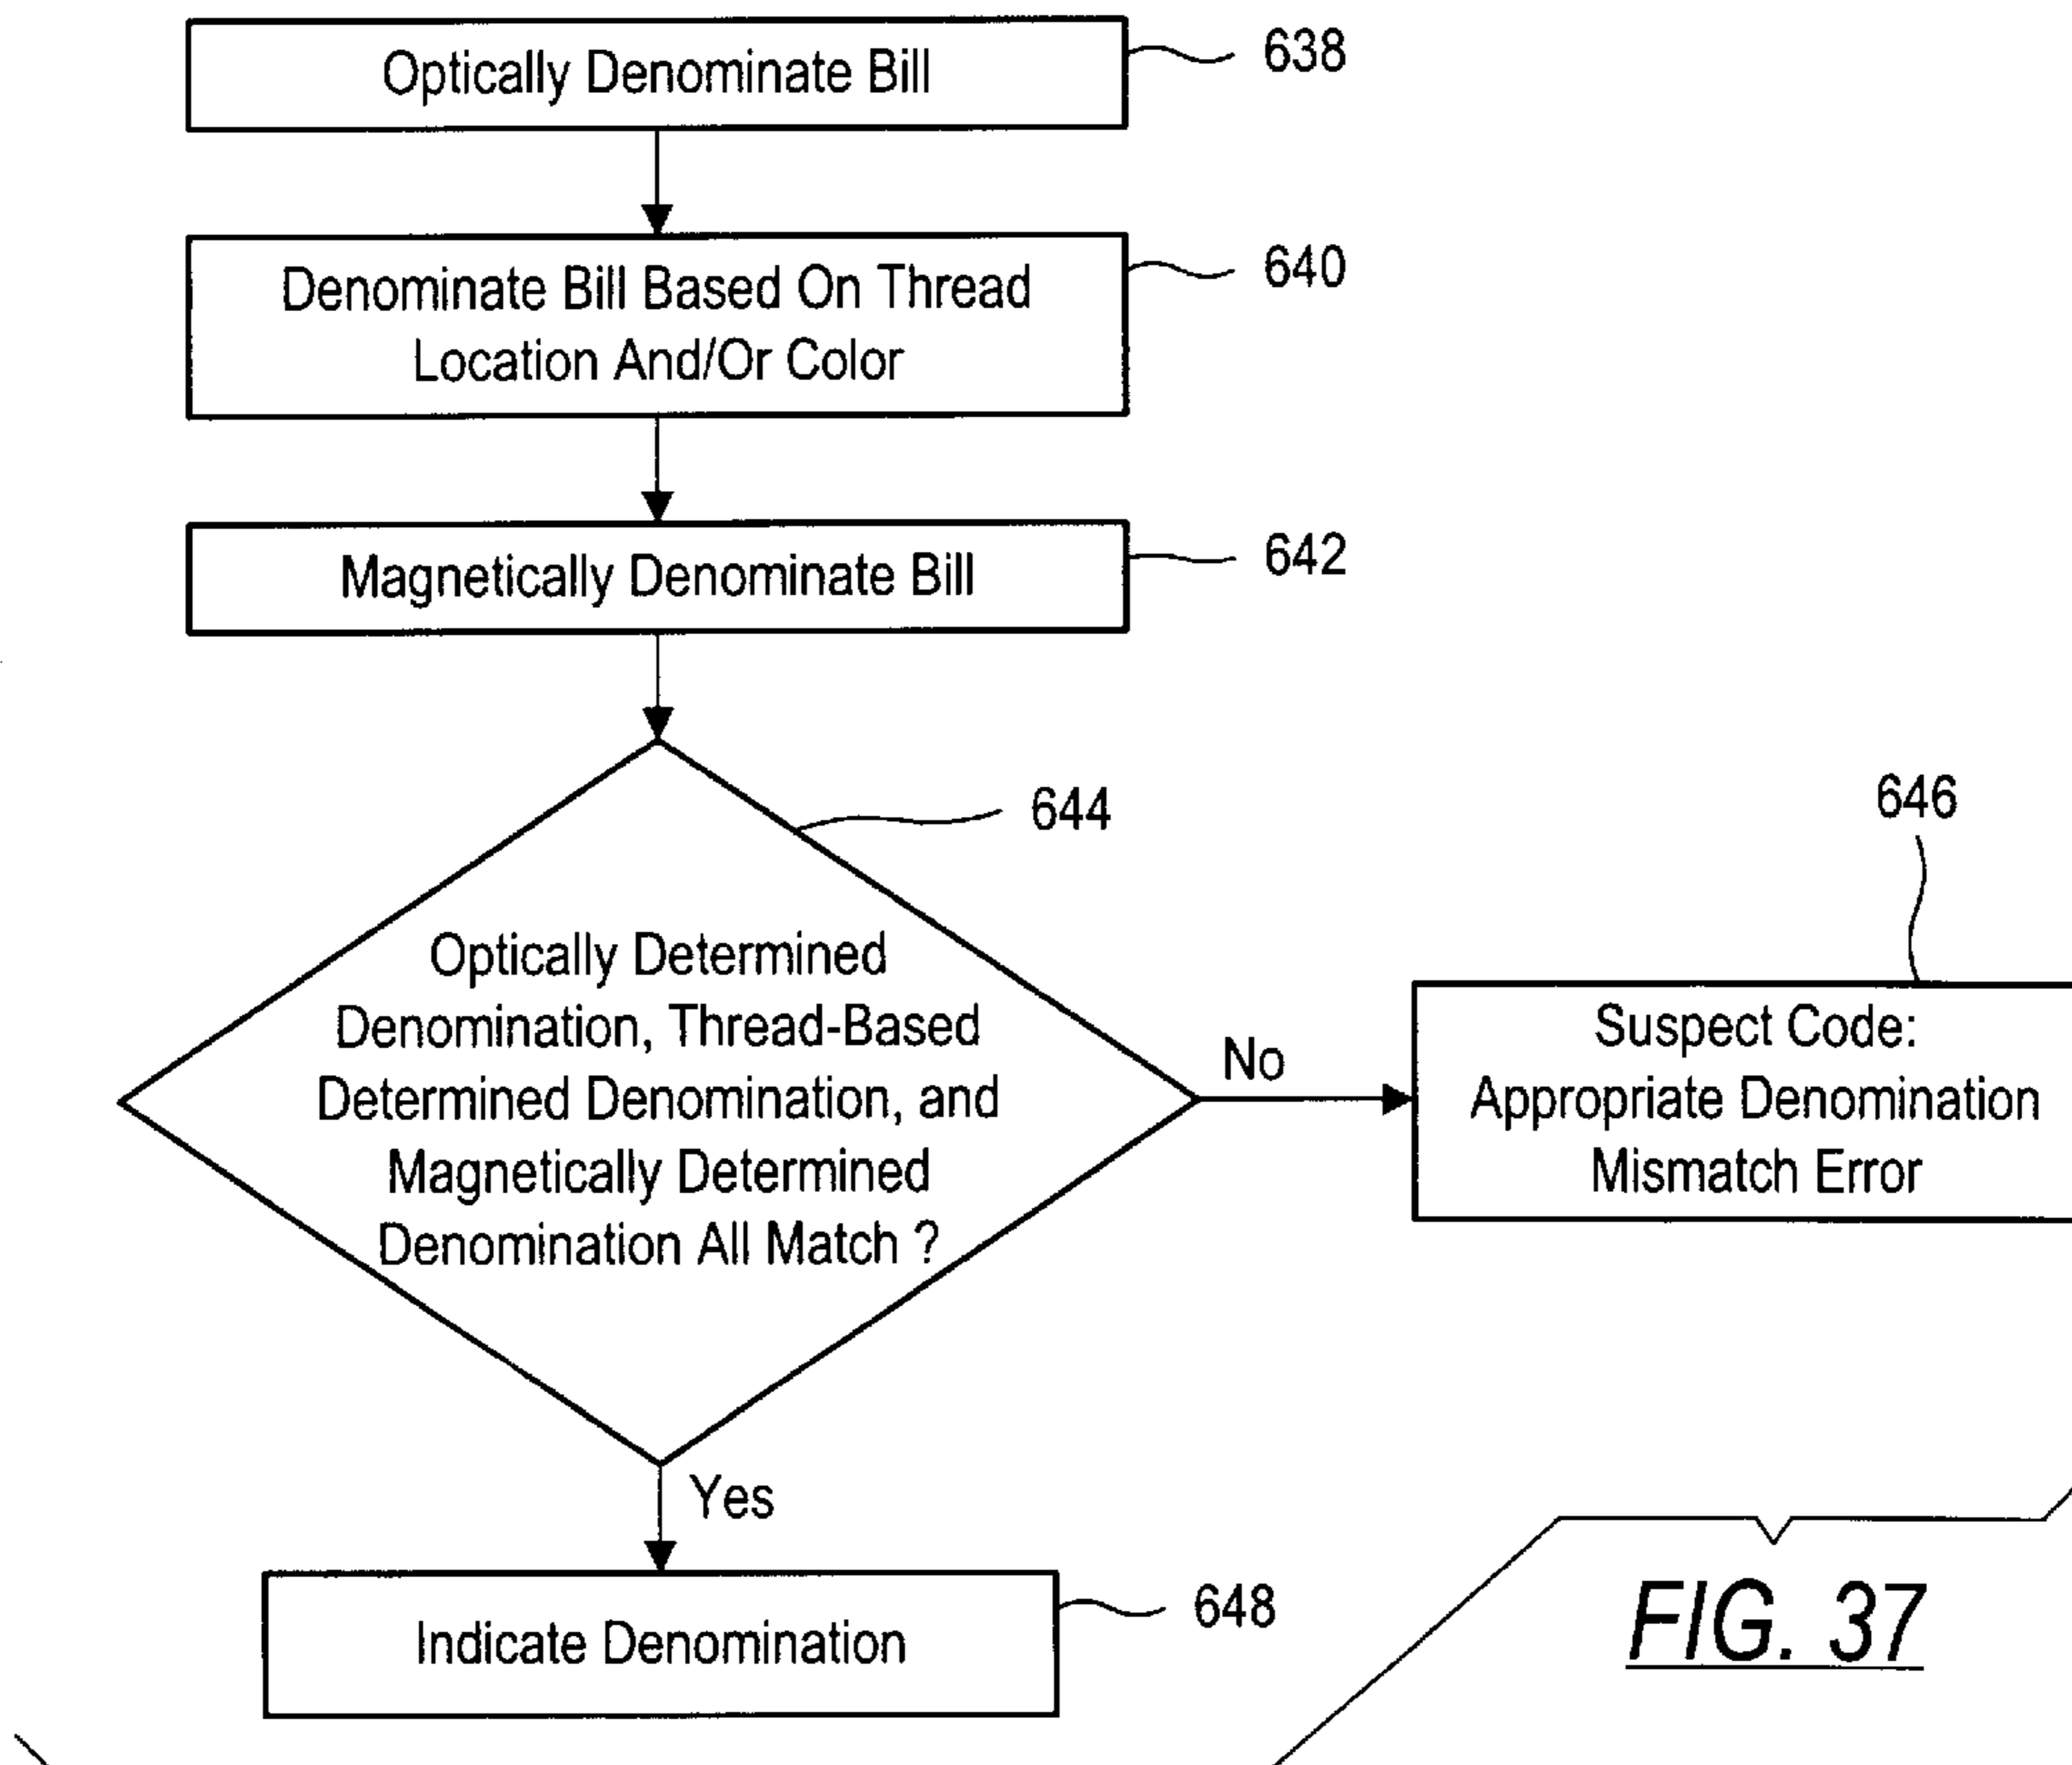 Optically Denominate Bill
638
Denominate Bill Based On Thread
Location And/Or Color
640
Magnetically Denominate Bill
642
644
Optically Determined
Denomination, Thread-Based
Determined Denomination, and
Magnetically Determined
Denomination All Match ?
No
646
Suspect Code:
Appropriate Denomination
Mismatch Error
Yes
Indicate Denomination
648
FIG. 37